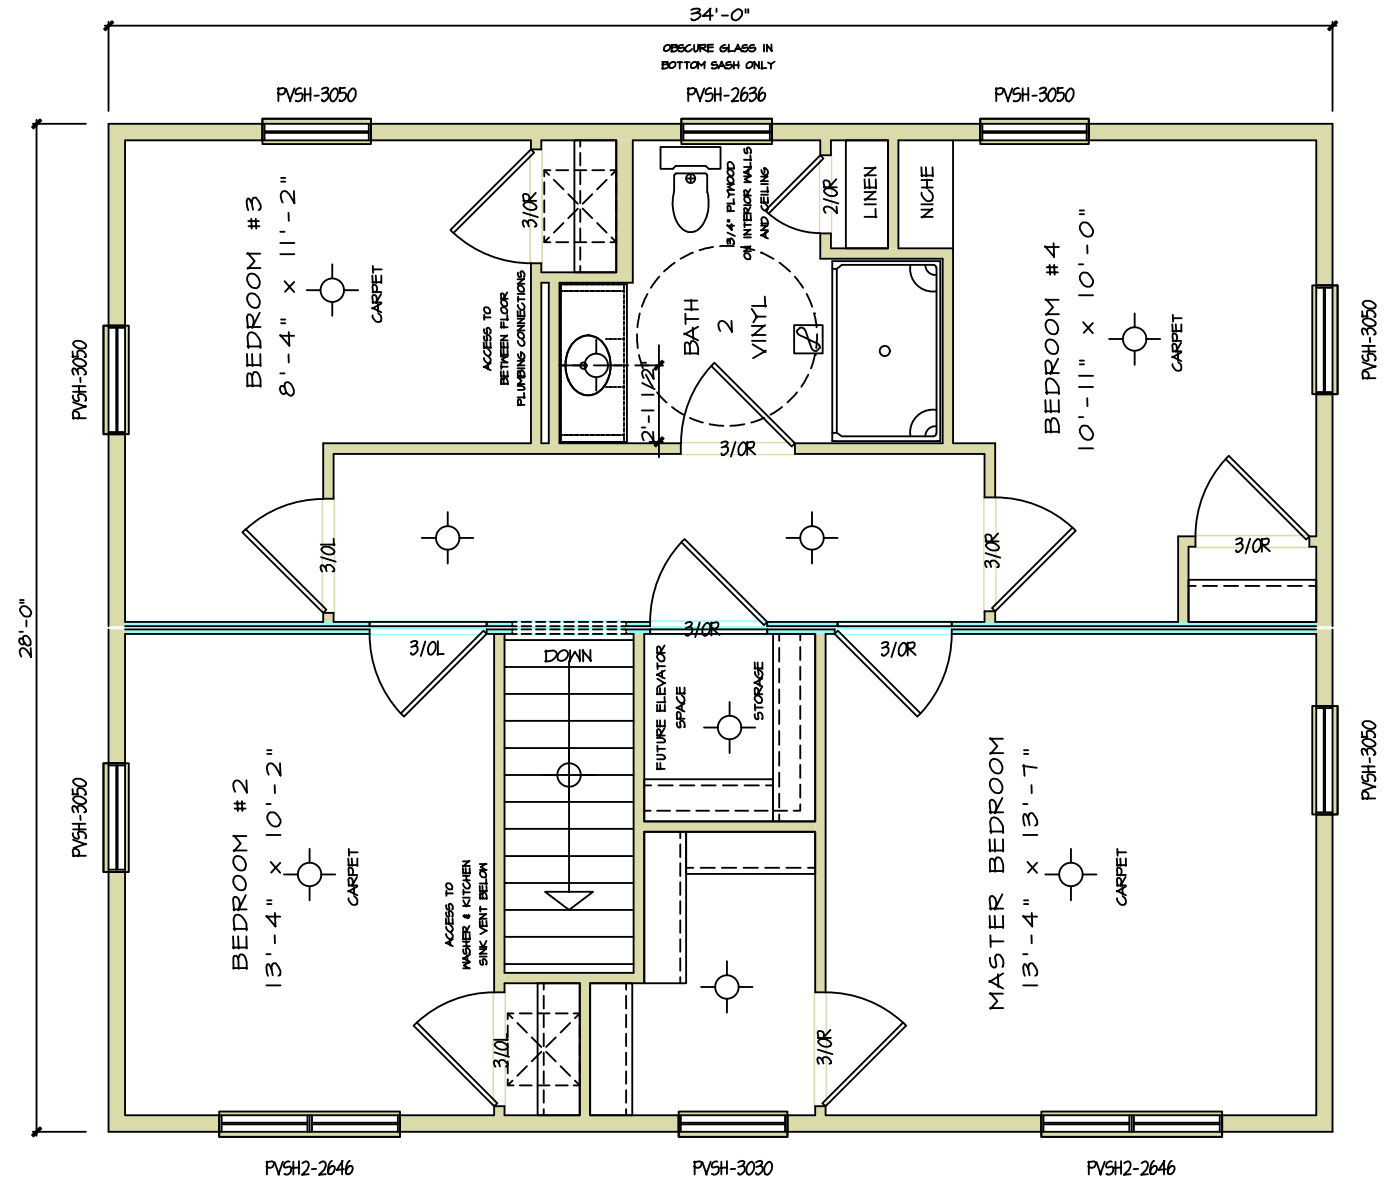 34'-0"
OBSCURE GLASS IN
BOTTOM SASH ONLY
PVSH-3050
PVSH-2636
PVSH-3050
BEDROOM #3
8'-4" x 11'-2"
CARPET
3/0R
ACCESS TO
BETWEEN FLOOR
PLUMBING CONNECTIONS
3/4" PLYWOOD
ON INTERIOR WALLS
AND CEILING
2/0R
LINEN
NICHE
BATH
2
VINYL
2'-1 1/2"
3/0R
BEDROOM #4
10'-11" x 10'-0"
CARPET
PVSH-3050
PVSH-3050
3/0L
3/0R
3/0R
28'-0"
3/0L
DOWN
3/0R
3/0R
FUTURE ELEVATOR
SPACE
STORAGE
BEDROOM #2
13'-4" x 10'-2"
CARPET
ACCESS TO
WASHER & KITCHEN
SINK VENT BELOW
MASTER BEDROOM
13'-4" x 13'-7"
CARPET
PVSH-3050
PVSH-3050
3/0L
3/0R
PVSH2-2646
PVSH-3030
PVSH2-2646